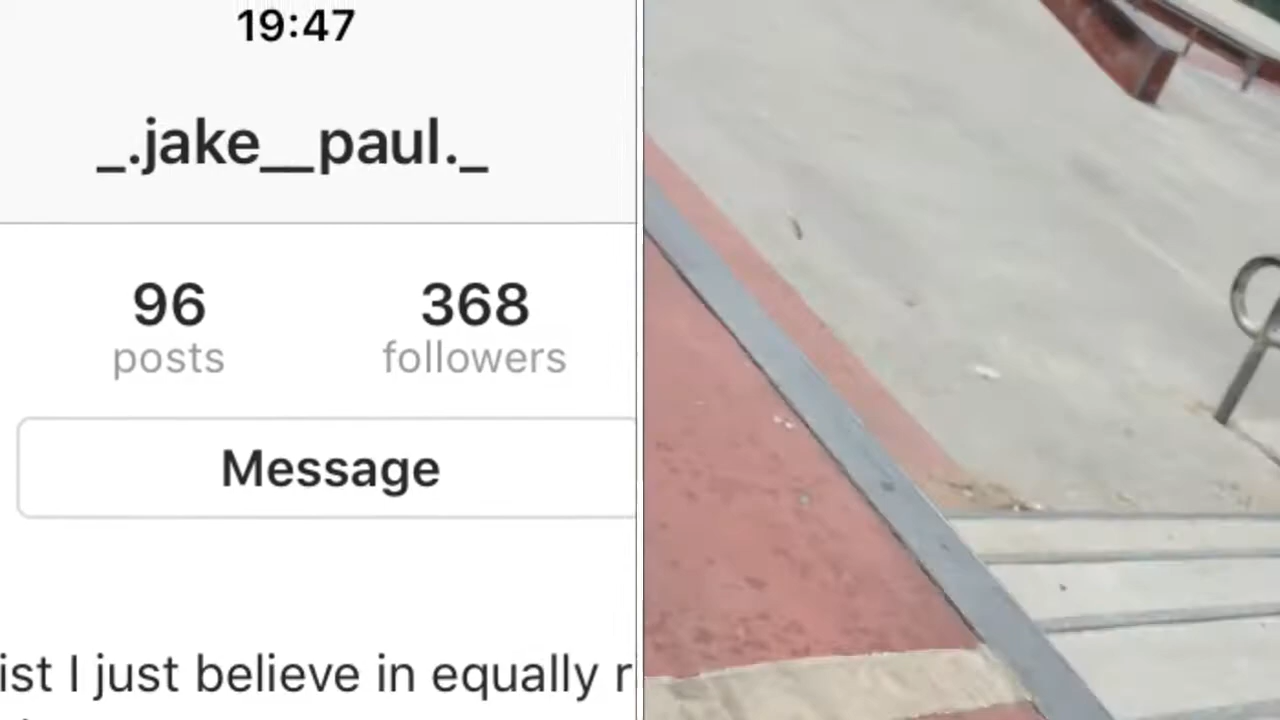 19:47
_.jake__paul._
96 368
posts followers
Message
ist I just believe in equally r